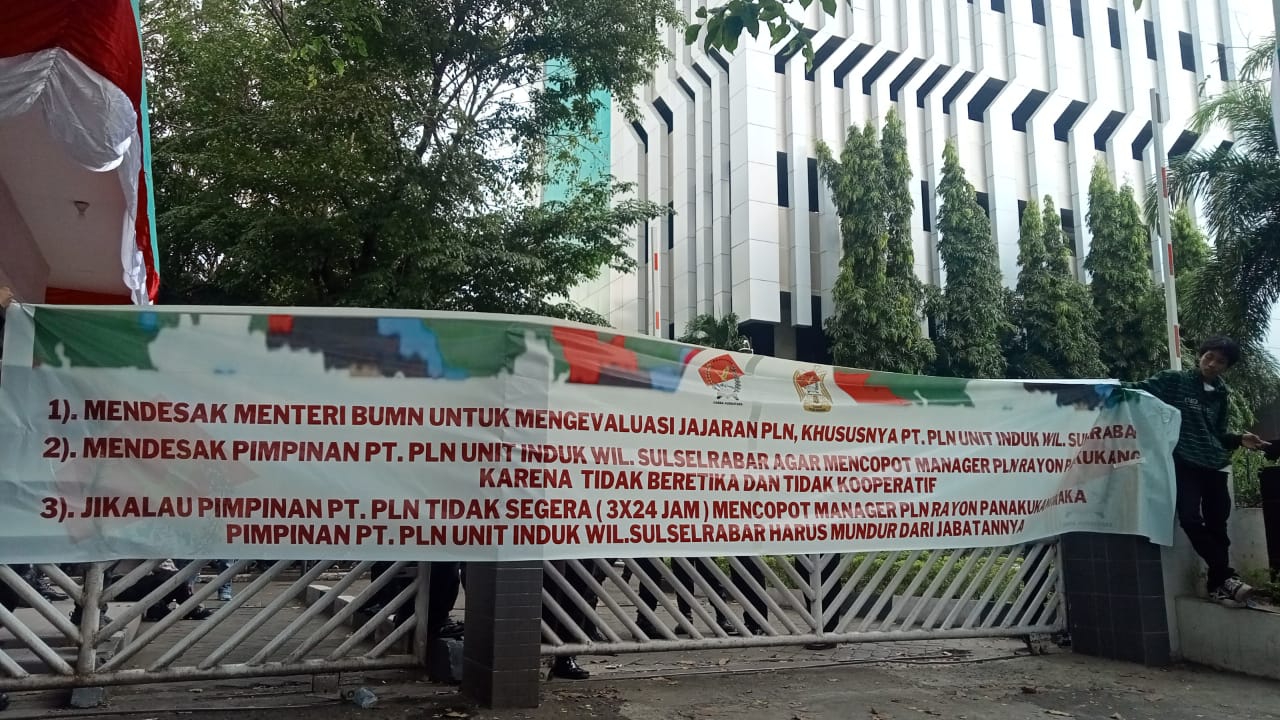 1). MENDESAK MENTERI BUMN UNTUK MENGEVALUASI JAJARAN PLN, KHUSUSNYA PT. PLN UNIT INDUK WIL.
2). MENDESAK PIMPINAN PT. PLN UNIT INDUK WIL. SULSELRABAR AGAR MENCOPOT MANAGER PLN RAYON
KARENA TIDAK BERETIKA DAN TIDAK KOOPERATIF
3). JIKALAU PIMPINAN PT. PLN TIDAK SEGERA ( 3X24 JAM ) MENCOPOT MANAGER PLN RAYON MAKA
PIMPINAN PT. PLN UNIT INDUK WIL.SULSELRABAR HARUS MUNDUR DARI JABATANNYA